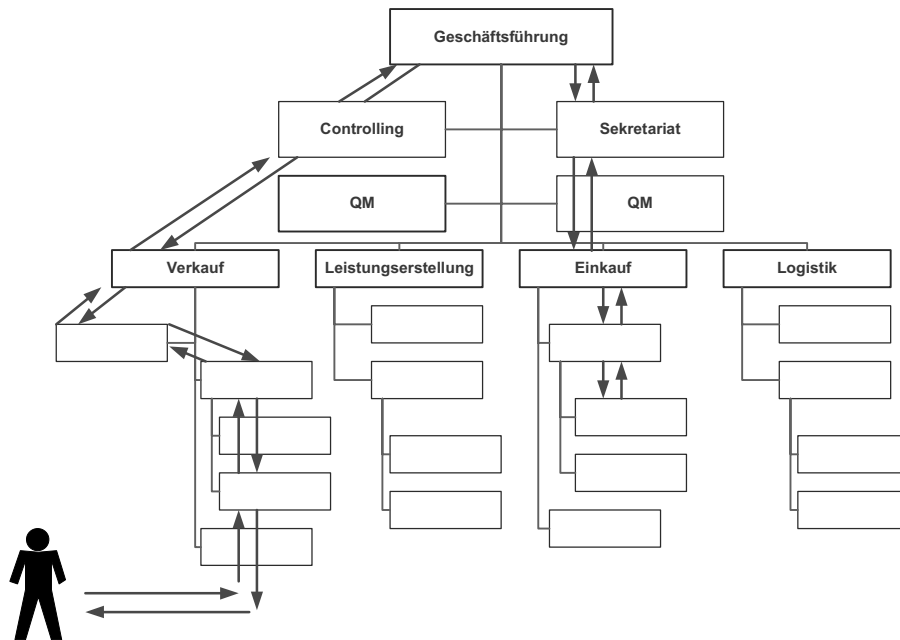 Geschäftsführung
Controlling
Sekretariat
QM
QM
Verkauf
Leistungserstellung
Einkauf
Logistik